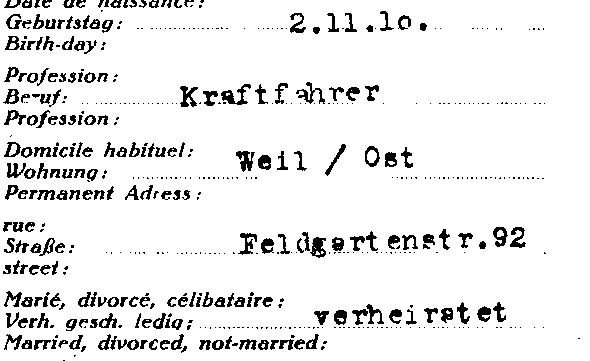 Date de naissance:
Geburtstag: 2.11.1o.
Birth-day:
Profession:
Beruf: Kraftfahrer
Profession:
Domicile habituel:
Wohnung: Weil / Ost
Permanent Adress:
rue:
Straße: Feldgartenstr.92
street:
Marié, divorcé, célibataire:
Verh. gesch. ledig: verheiratet
Married, divorced, not-married: